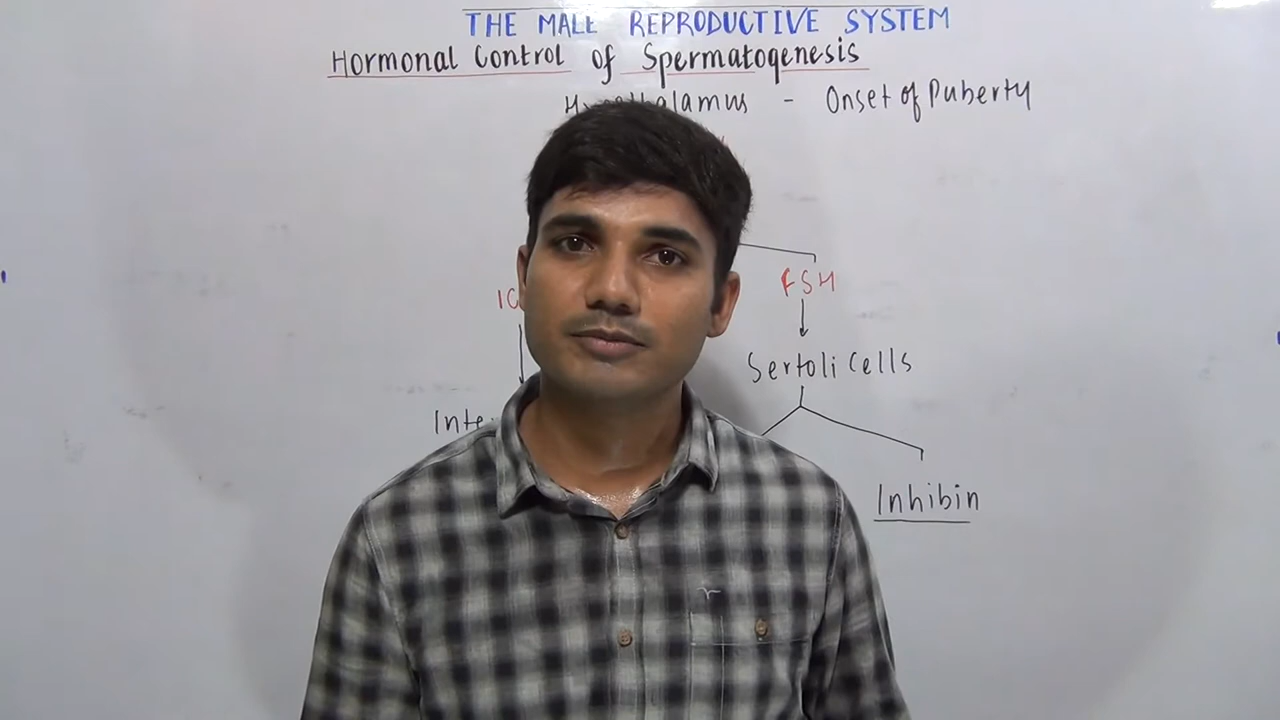 THE MALE REPRODUCTIVE SYSTEM
Hormonal Control of Spermatogenesis
- Onset of Puberty
FSH
Sertoli Cells
Inhibin